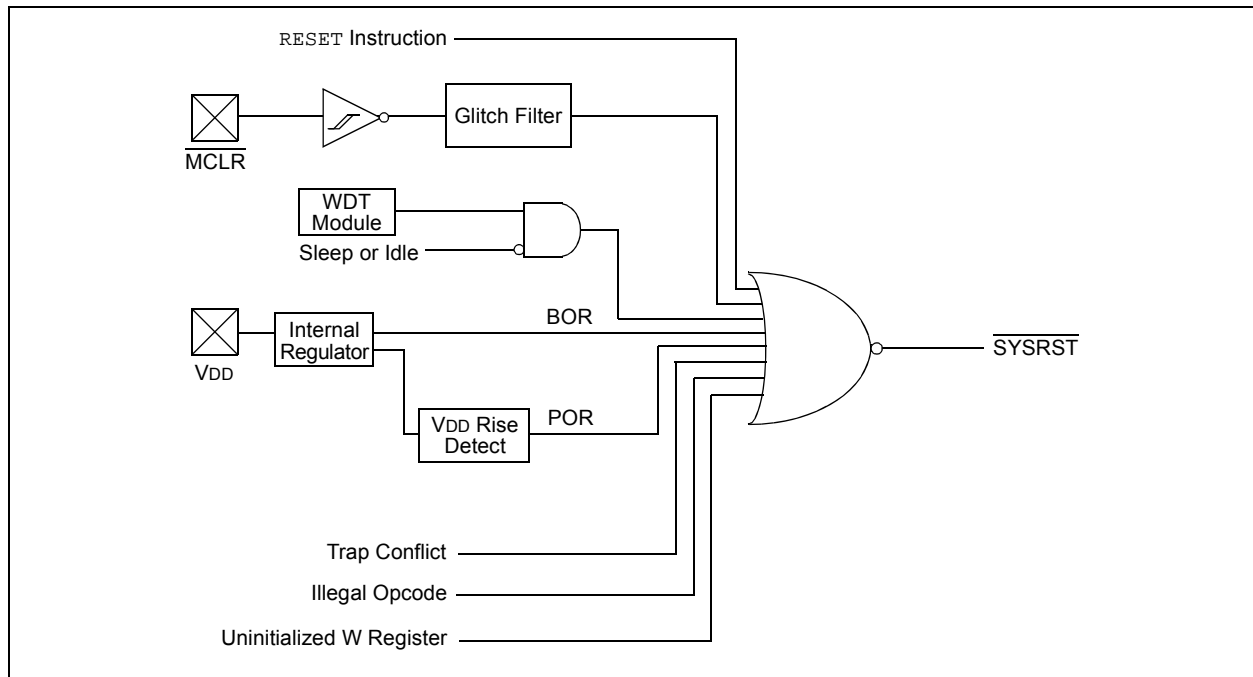 RESET Instruction
Glitch Filter
MCLR
WDT
Module
Sleep or Idle
BOR
Internal
Regulator
SYSRST
VDD
POR
VDD Rise
Detect
Trap Conflict
Illegal Opcode
Uninitialized W Register